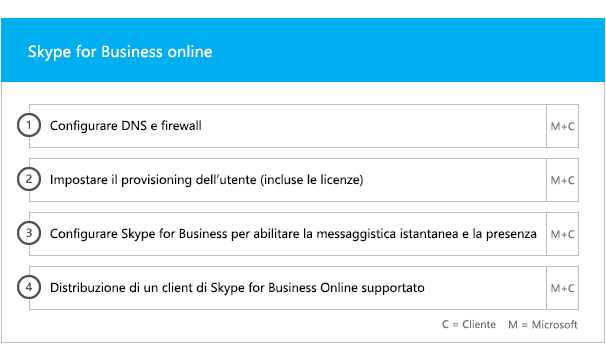 Skype for Business online
1 Configurare DNS e firewall M+C
2 Impostare il provisioning dell'utente (incluse le licenze) M+C
3 Configurare Skype for Business per abilitare la messaggistica istantanea e la presenza M+C
4 Distribuzione di un client di Skype for Business Online supportato M+C
C = Cliente M = Microsoft